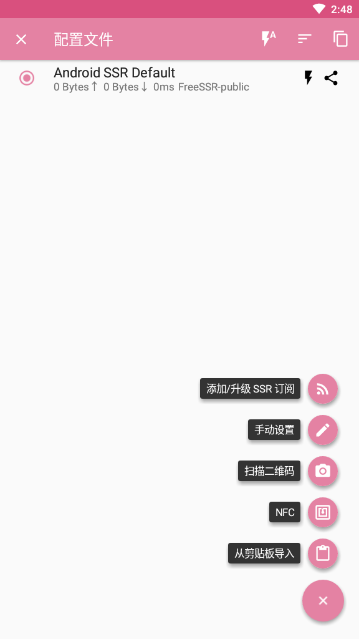 2:48
配置文件
A
Android SSR Default
0 Bytes↑ 0 Bytes↓ 0ms FreeSSR-public
添加/升级 SSR 订阅
手动设置
扫描二维码
NFC
从剪贴板导入